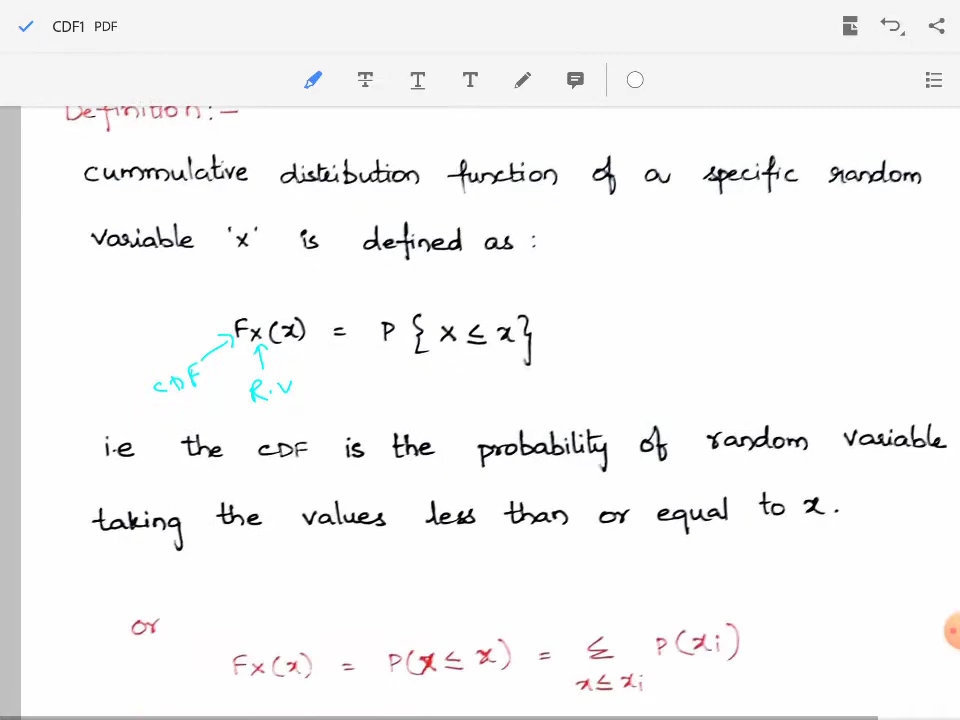 CDF1 PDF
Definition:-
cummulative distribution function of a specific random
variable 'x' is defined as :
Fx(x) = P { X ≤ x }
CDF R.V
i.e the CDF is the probability of random variable
taking the values less than or equal to x.
or
Fx(x) = P(X ≤ x) = Σ P(xi)
x ≤ xi